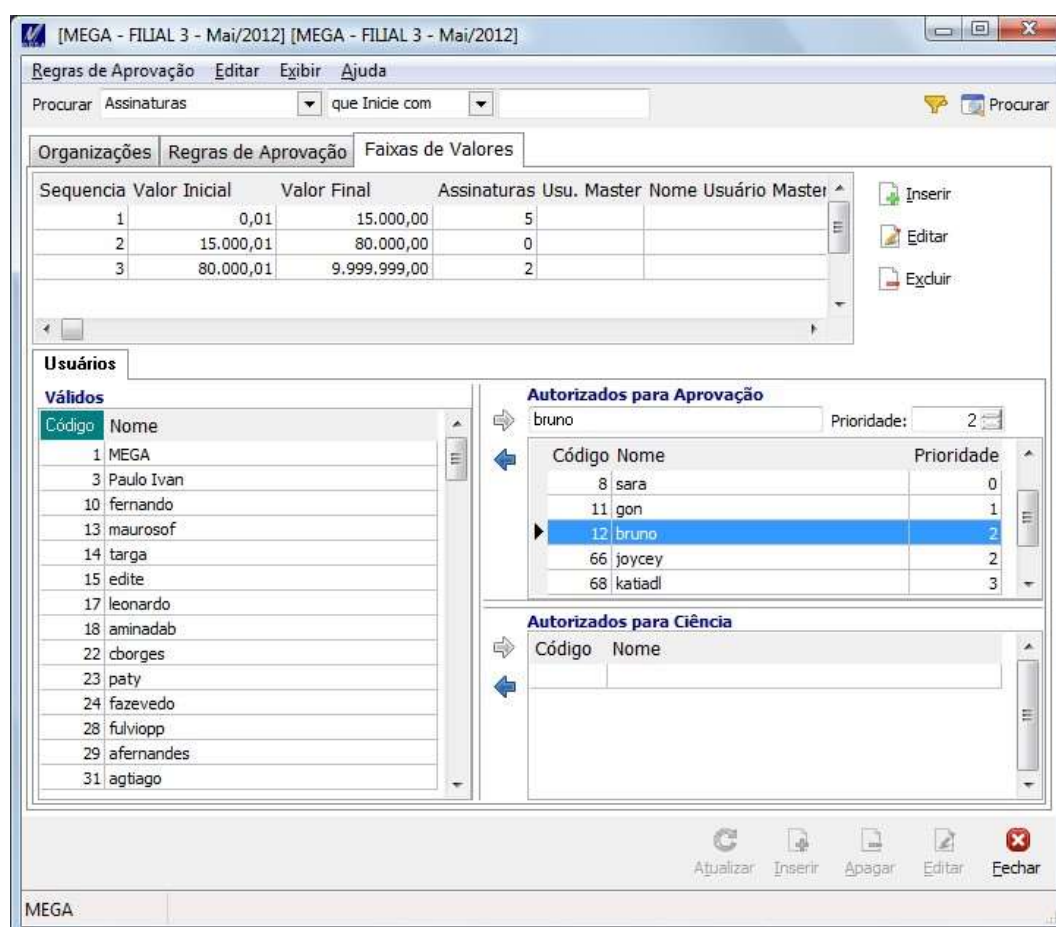 [MEGA - FILIAL 3 - Mai/2012] [MEGA - FILIAL 3 - Mai/2012]
Regras de Aprovação Editar Exibir Ajuda
Procurar Assinaturas que Inicie com Procurar
Organizações Regras de Aprovação Faixas de Valores
Sequencia Valor Inicial Valor Final Assinaturas Usu. Master Nome Usuário Master
1 0,01 15.000,00 5
2 15.000,01 80.000,00 0
3 80.000,01 9.999.999,00 2
Inserir
Editar
Excluir
Usuários
Válidos
Código Nome
1 MEGA
3 Paulo Ivan
10 fernando
13 maurosof
14 targa
15 edite
17 leonardo
18 aminadab
22 cborges
23 paty
24 fazevedo
28 fulviopp
29 afernandes
31 agtiago
Autorizados para Aprovação
bruno Prioridade: 2
Código Nome Prioridade
8 sara 0
11 gon 1
12 bruno 2
66 joycey 2
68 katiadl 3
Autorizados para Ciência
Código Nome
Atualizar Inserir Apagar Editar Fechar
MEGA